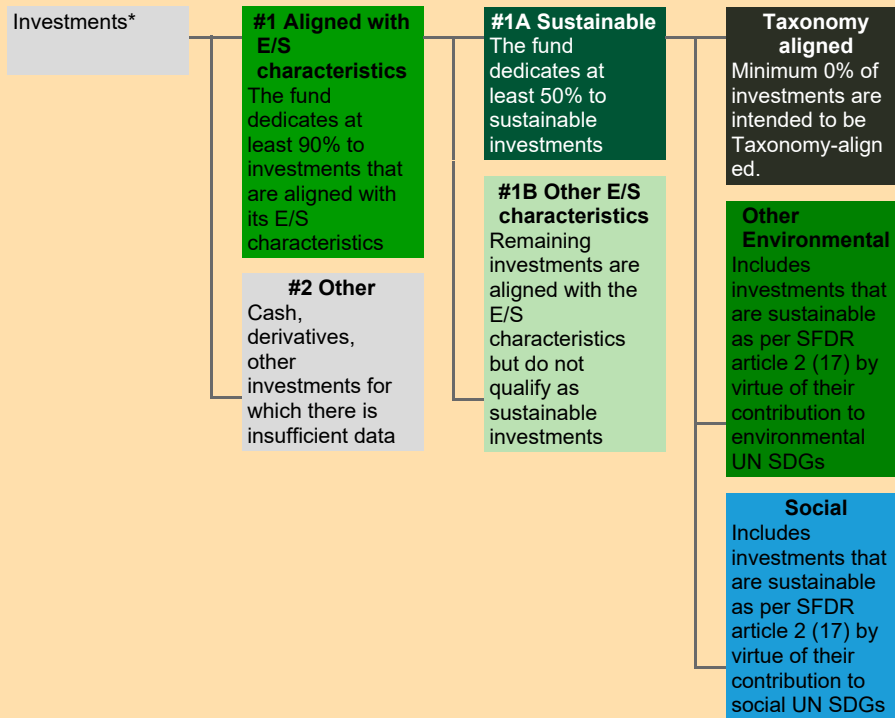 Investments*
#1 Aligned with
E/S
characteristics
The fund
dedicates at
least 90% to
investments that
are aligned with
its E/S
characteristics
#2 Other
Cash,
derivatives,
other
investments for
which there is
insufficient data
#1A Sustainable
The fund
dedicates at
least 50% to
sustainable
investments
#1B Other E/S
characteristics
Remaining
investments are
aligned with the
E/S
characteristics
but do not
qualify as
sustainable
investments
Taxonomy
aligned
Minimum 0% of
investments are
intended to be
Taxonomy-align
ed.
Other
Environmental
Includes
investments that
are sustainable
as per SFDR
article 2 (17) by
virtue of their
contribution to
environmental
UN SDGs
Social
Includes
investments that
are sustainable
as per SFDR
article 2 (17) by
virtue of their
contribution to
social UN SDGs